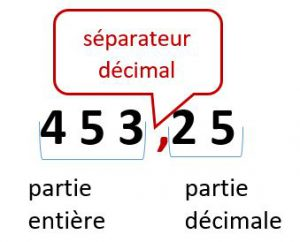 séparateur
décimal
4 5 3 , 2 5
partie
entière
partie
décimale